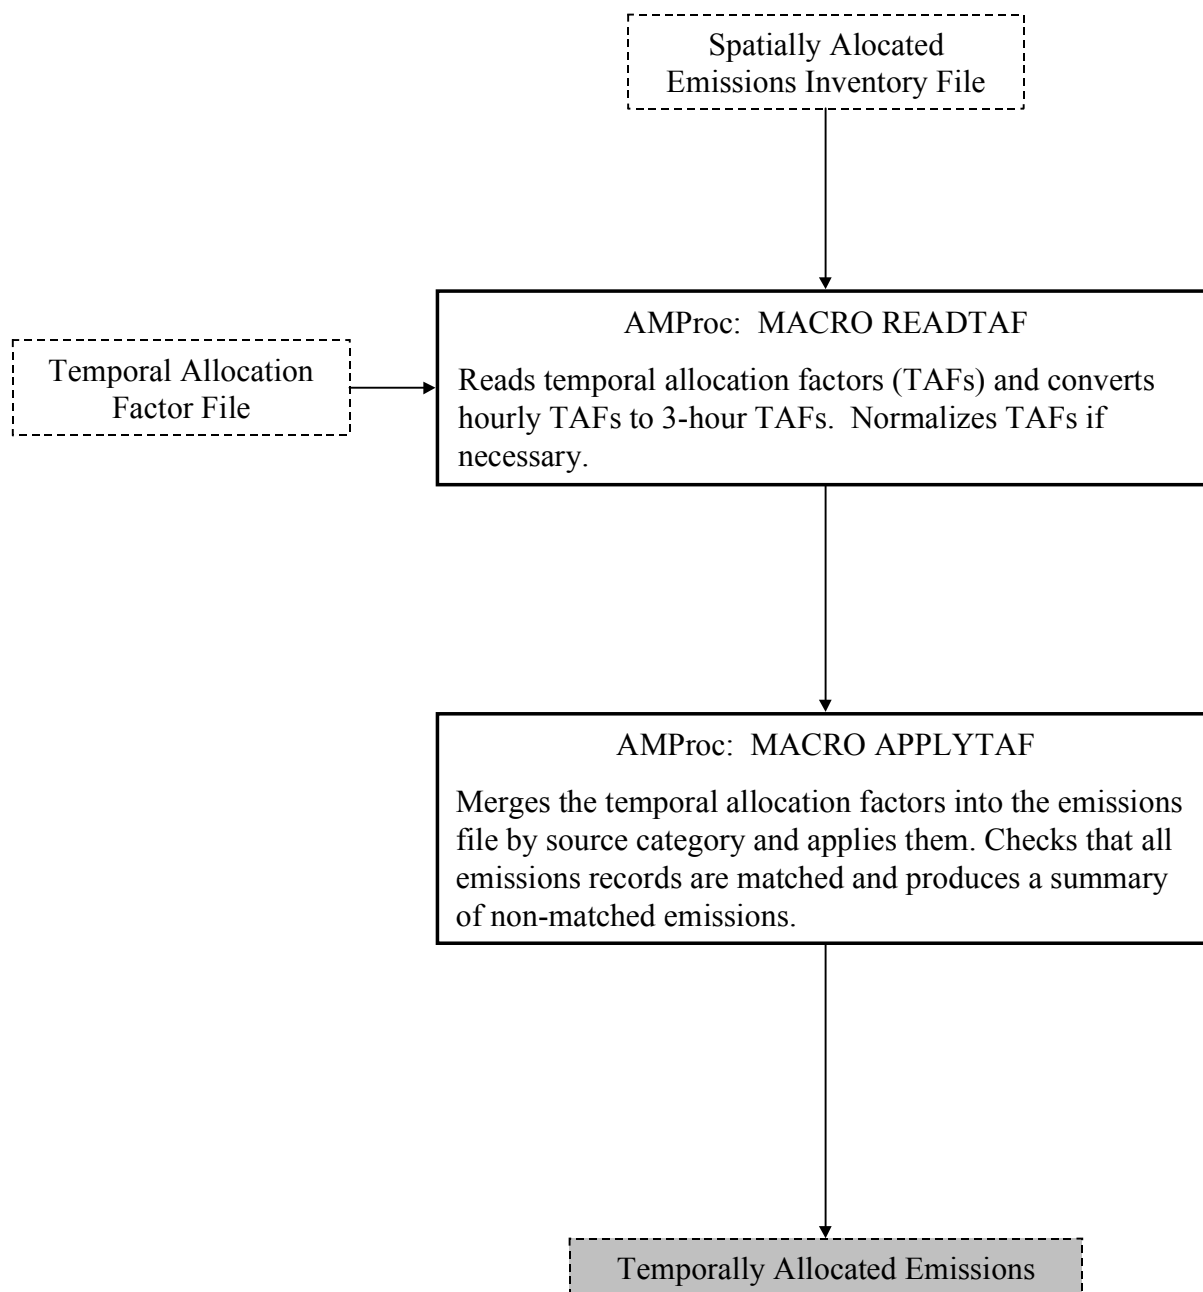 Spatially Alocated
Emissions Inventory File
AMProc:  MACRO READTAF
Temporal Allocation
Factor File
Reads temporal allocation factors (TAFs) and converts
hourly TAFs to 3-hour TAFs.  Normalizes TAFs if
necessary.
AMProc:  MACRO APPLYTAF
Merges the temporal allocation factors into the emissions
file by source category and applies them. Checks that all
emissions records are matched and produces a summary
of non-matched emissions.
Temporally Allocated Emissions